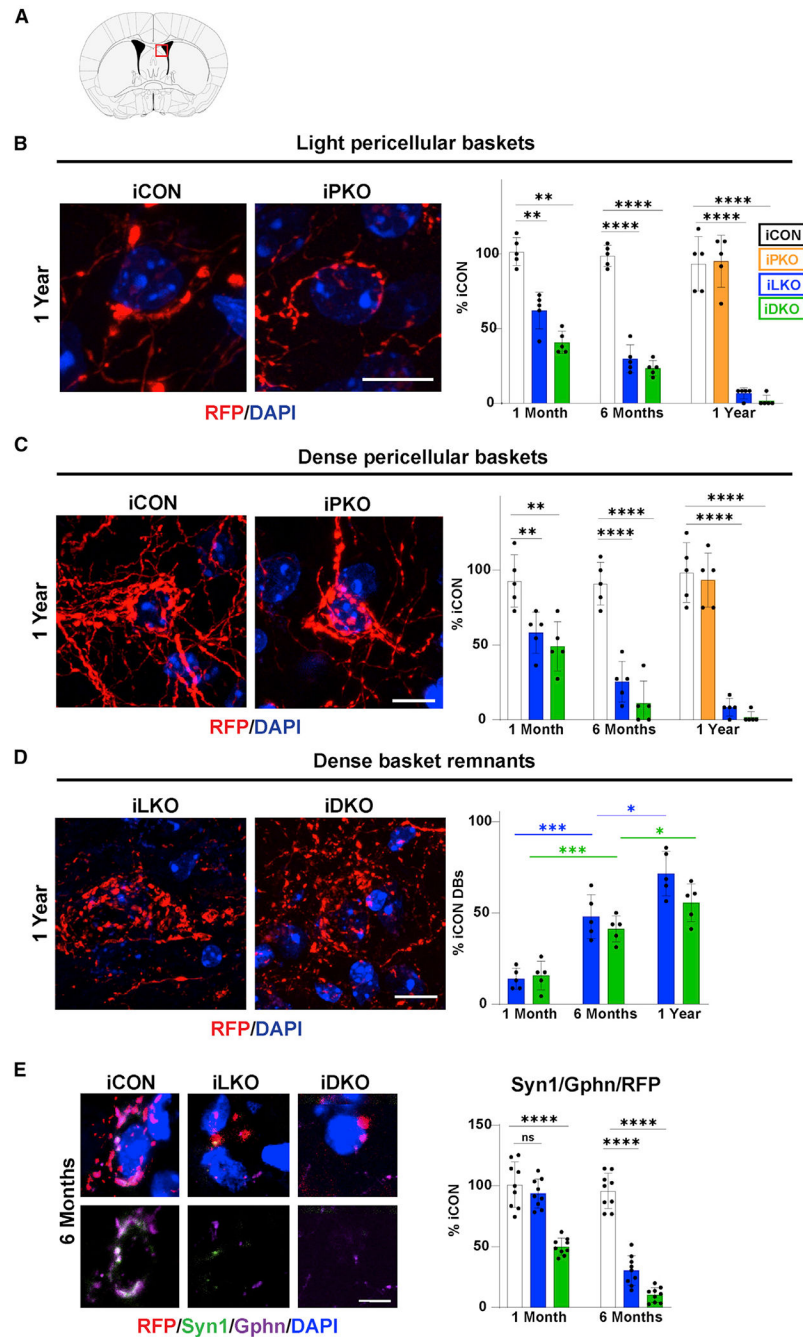 A
B
Light pericellular baskets
iCON iPKO
1 Year
RFP/DAPI
% iCON
100
50
0
** ****  ****
** **** ****
1 Month 6 Months 1 Year
iCON
iPKO
iLKO
iDKO
C
Dense pericellular baskets
iCON iPKO
1 Year
RFP/DAPI
% iCON
100
50
0
** **** ****
** **** ****
1 Month 6 Months 1 Year
D
Dense basket remnants
iLKO iDKO
1 Year
RFP/DAPI
% iCON DBs
100
50
0
*** *
*** *
1 Month 6 Months 1 Year
E
iCON iLKO iDKO
6 Months
RFP/Syn1/Gphn/DAPI
Syn1/Gphn/RFP
% iCON
150
100
50
0
**** ****
ns ****
1 Month 6 Months